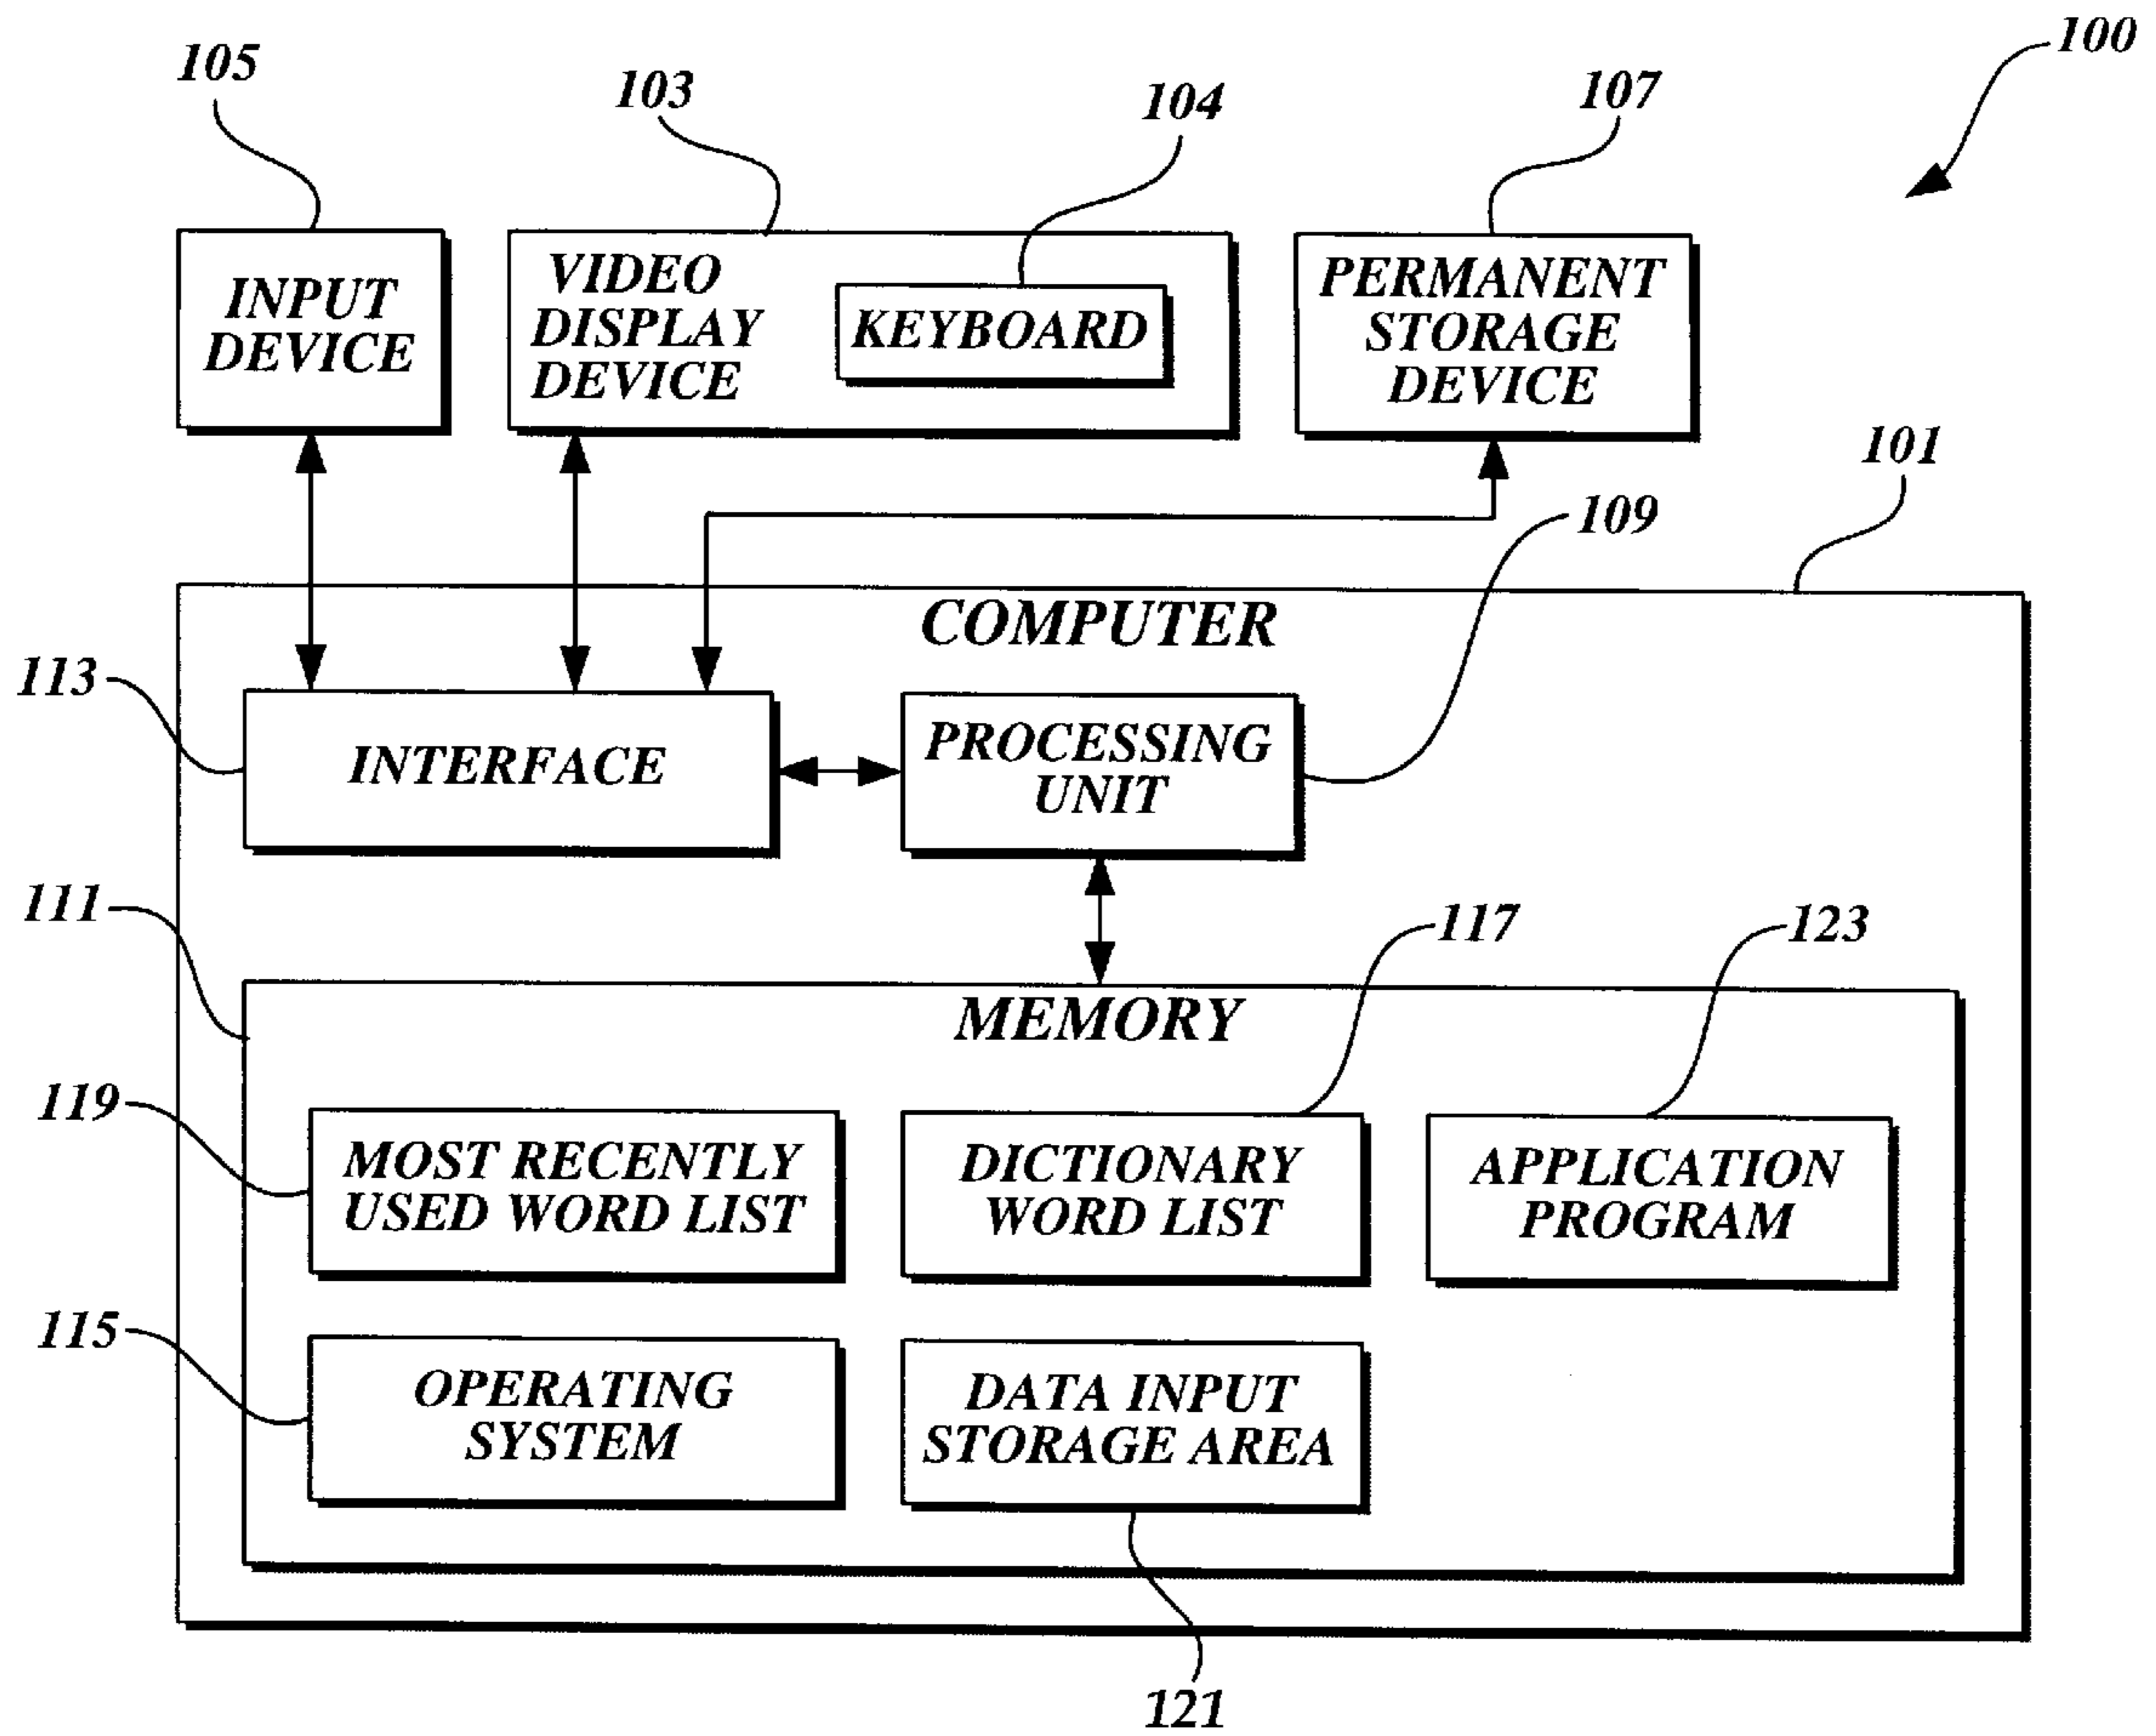 100
105
103
104
107
INPUT
DEVICE
VIDEO
DISPLAY
DEVICE
KEYBOARD
PERMANENT
STORAGE
DEVICE
101
109
COMPUTER
113
INTERFACE
PROCESSING
UNIT
111
117
123
MEMORY
119
MOST RECENTLY
USED WORD LIST
DICTIONARY
WORD LIST
APPLICATION
PROGRAM
115
OPERATING
SYSTEM
DATA INPUT
STORAGE AREA
121